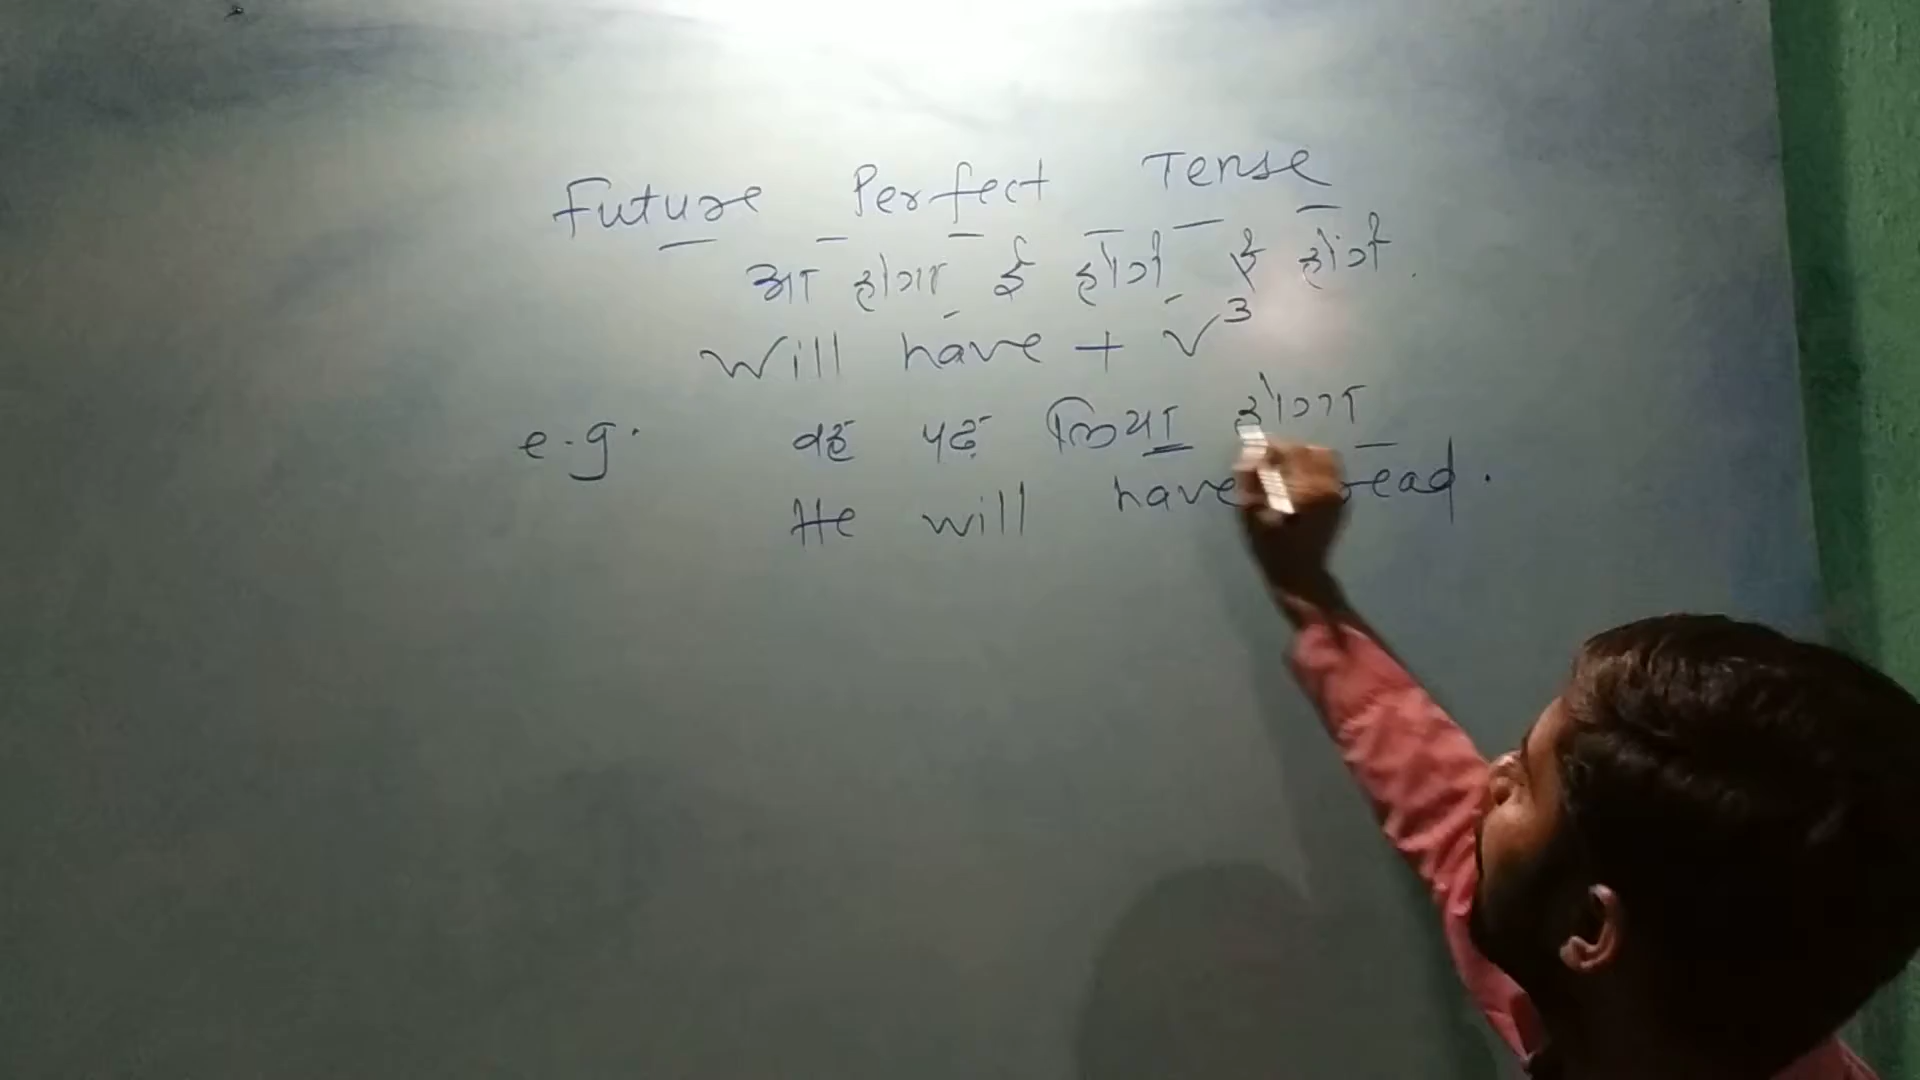 Future Perfect Tense
आ होगा ई होगी ए होंगे.
Will have + V³
e.g. वह पढ़ लिया होगा
He will have read.